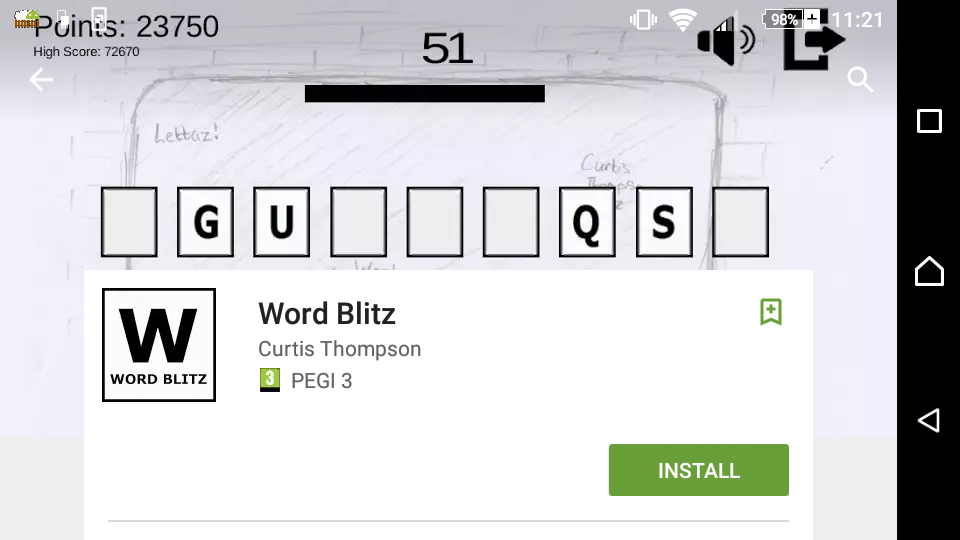 Points: 23750
High Score: 72670
51
98%
11:21
Lettaz!
Curtis
G U Q S
W
WORD BLITZ
Word Blitz
Curtis Thompson
3
PEGI 3
INSTALL